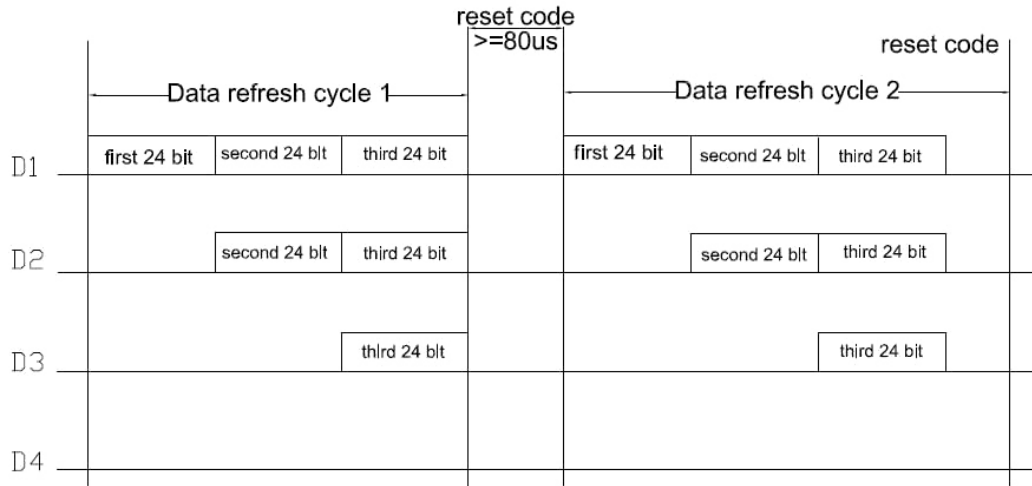 reset code
>=80us
reset code
Data refresh cycle 1
Data refresh cycle 2
D1
first 24 bit
second 24 blt
third 24 bit
first 24 bit
second 24 blt
third 24 bit
D2
second 24 blt
third 24 bit
second 24 blt
third 24 bit
D3
third 24 blt
third 24 bit
D4